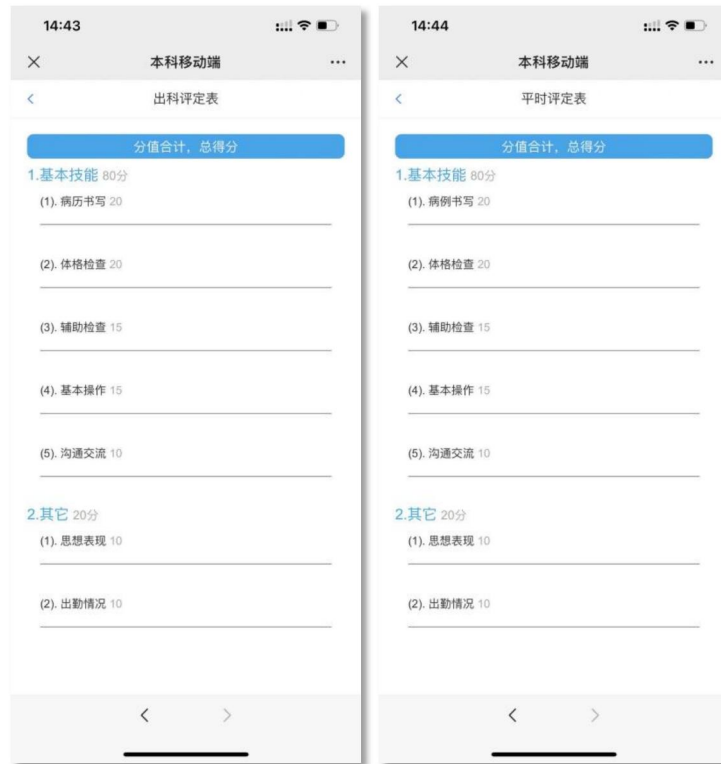 14:43
本科移动端
出科评定表
分值合计，总得分
1.基本技能 80分
(1). 病历书写 20
(2). 体格检查 20
(3). 辅助检查 15
(4). 基本操作 15
(5). 沟通交流 10
2.其它 20分
(1). 思想表现 10
(2). 出勤情况 10
14:44
本科移动端
平时评定表
分值合计，总得分
1.基本技能 80分
(1). 病例书写 20
(2). 体格检查 20
(3). 辅助检查 15
(4). 基本操作 15
(5). 沟通交流 10
2.其它 20分
(1). 思想表现 10
(2). 出勤情况 10